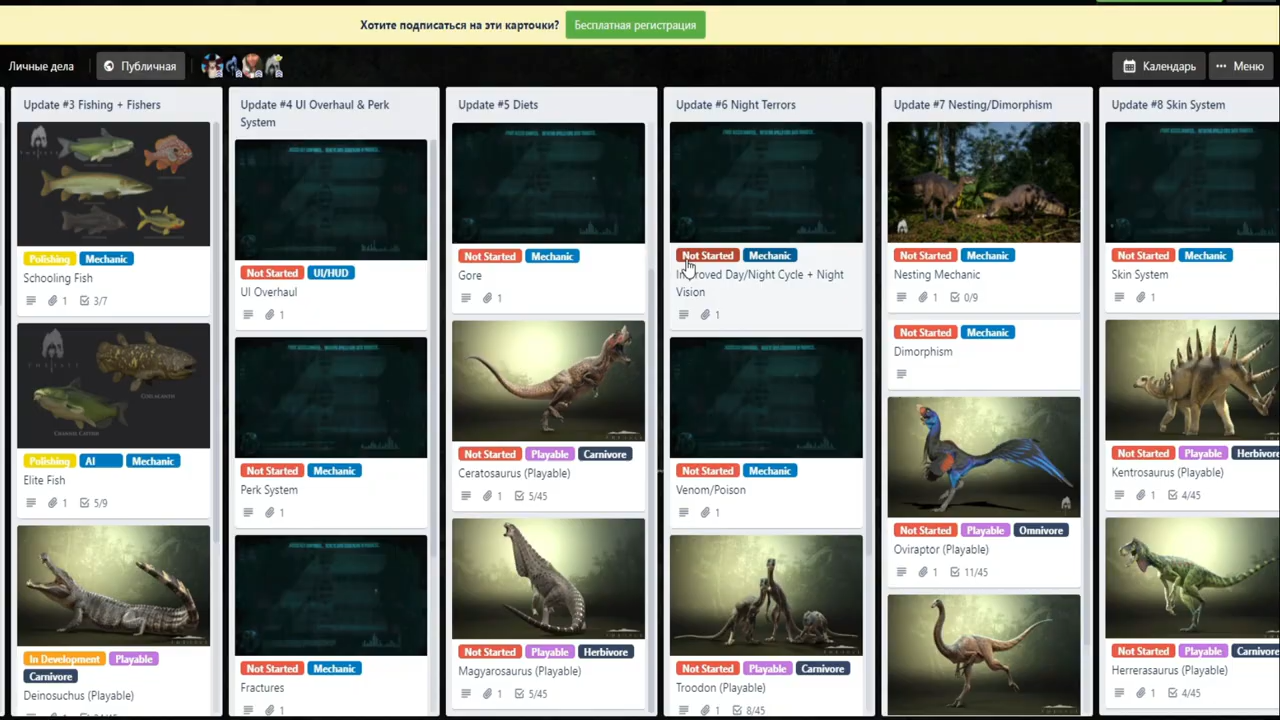 Хотите подписаться на эти карточки? Бесплатная регистрация
Личные дела
Публичная
Календарь
Меню
Update #3 Fishing + Fishers
Polishing Mechanic
Schooling Fish
1 3/7
Polishing AI Mechanic
Elite Fish
1 5/9
In Development Playable
Carnivore
Deinosuchus (Playable)
Update #4 UI Overhaul & Perk
System
Not Started UI/HUD
UI Overhaul
1
Not Started Mechanic
Perk System
1
Not Started Mechanic
Fractures
1
Update #5 Diets
Not Started Mechanic
Gore
1
Not Started Playable Carnivore
Ceratosaurus (Playable)
1 5/45
Not Started Playable Herbivore
Magyarosaurus (Playable)
1 5/45
Update #6 Night Terrors
Not Started Mechanic
Day/Night Cycle + Night
Vision
1
Not Started Mechanic
Venom/Poison
1
Not Started Playable Carnivore
Troodon (Playable)
1 8/45
Update #7 Nesting/Dimorphism
Not Started Mechanic
Nesting Mechanic
1 0/9
Not Started Mechanic
Dimorphism
Not Started Playable Omnivore
Oviraptor (Playable)
1 11/45
Update #8 Skin System
Not Started Mechanic
Skin System
1
Not Started Playable Herbivore
Kentrosaurus (Playable)
1 4/45
Not Started Playable Carnivore
Herrerasaurus (Playable)
1 4/45